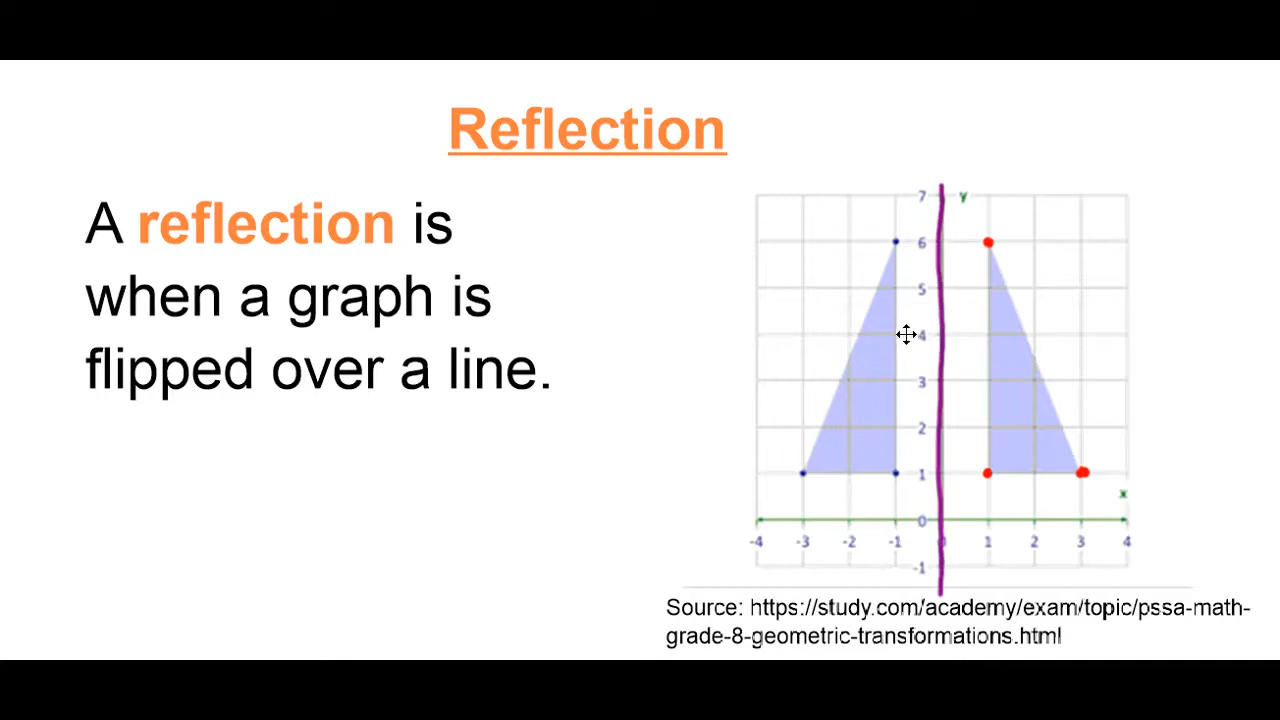 Reflection
A reflection is
when a graph is
flipped over a line.
7 y
6
5
4
3
2
1
x
0
-4 -3 -2 -1 0 1 2 3 4
-1
Source: https://study.com/academy/exam/topic/pssa-math-
grade-8-geometric-transformations.html